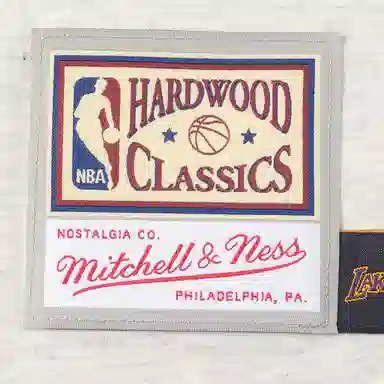 HARDWOOD
NBA
CLASSICS
NOSTALGIA CO.
Mitchell & Ness
PHILADELPHIA, PA.